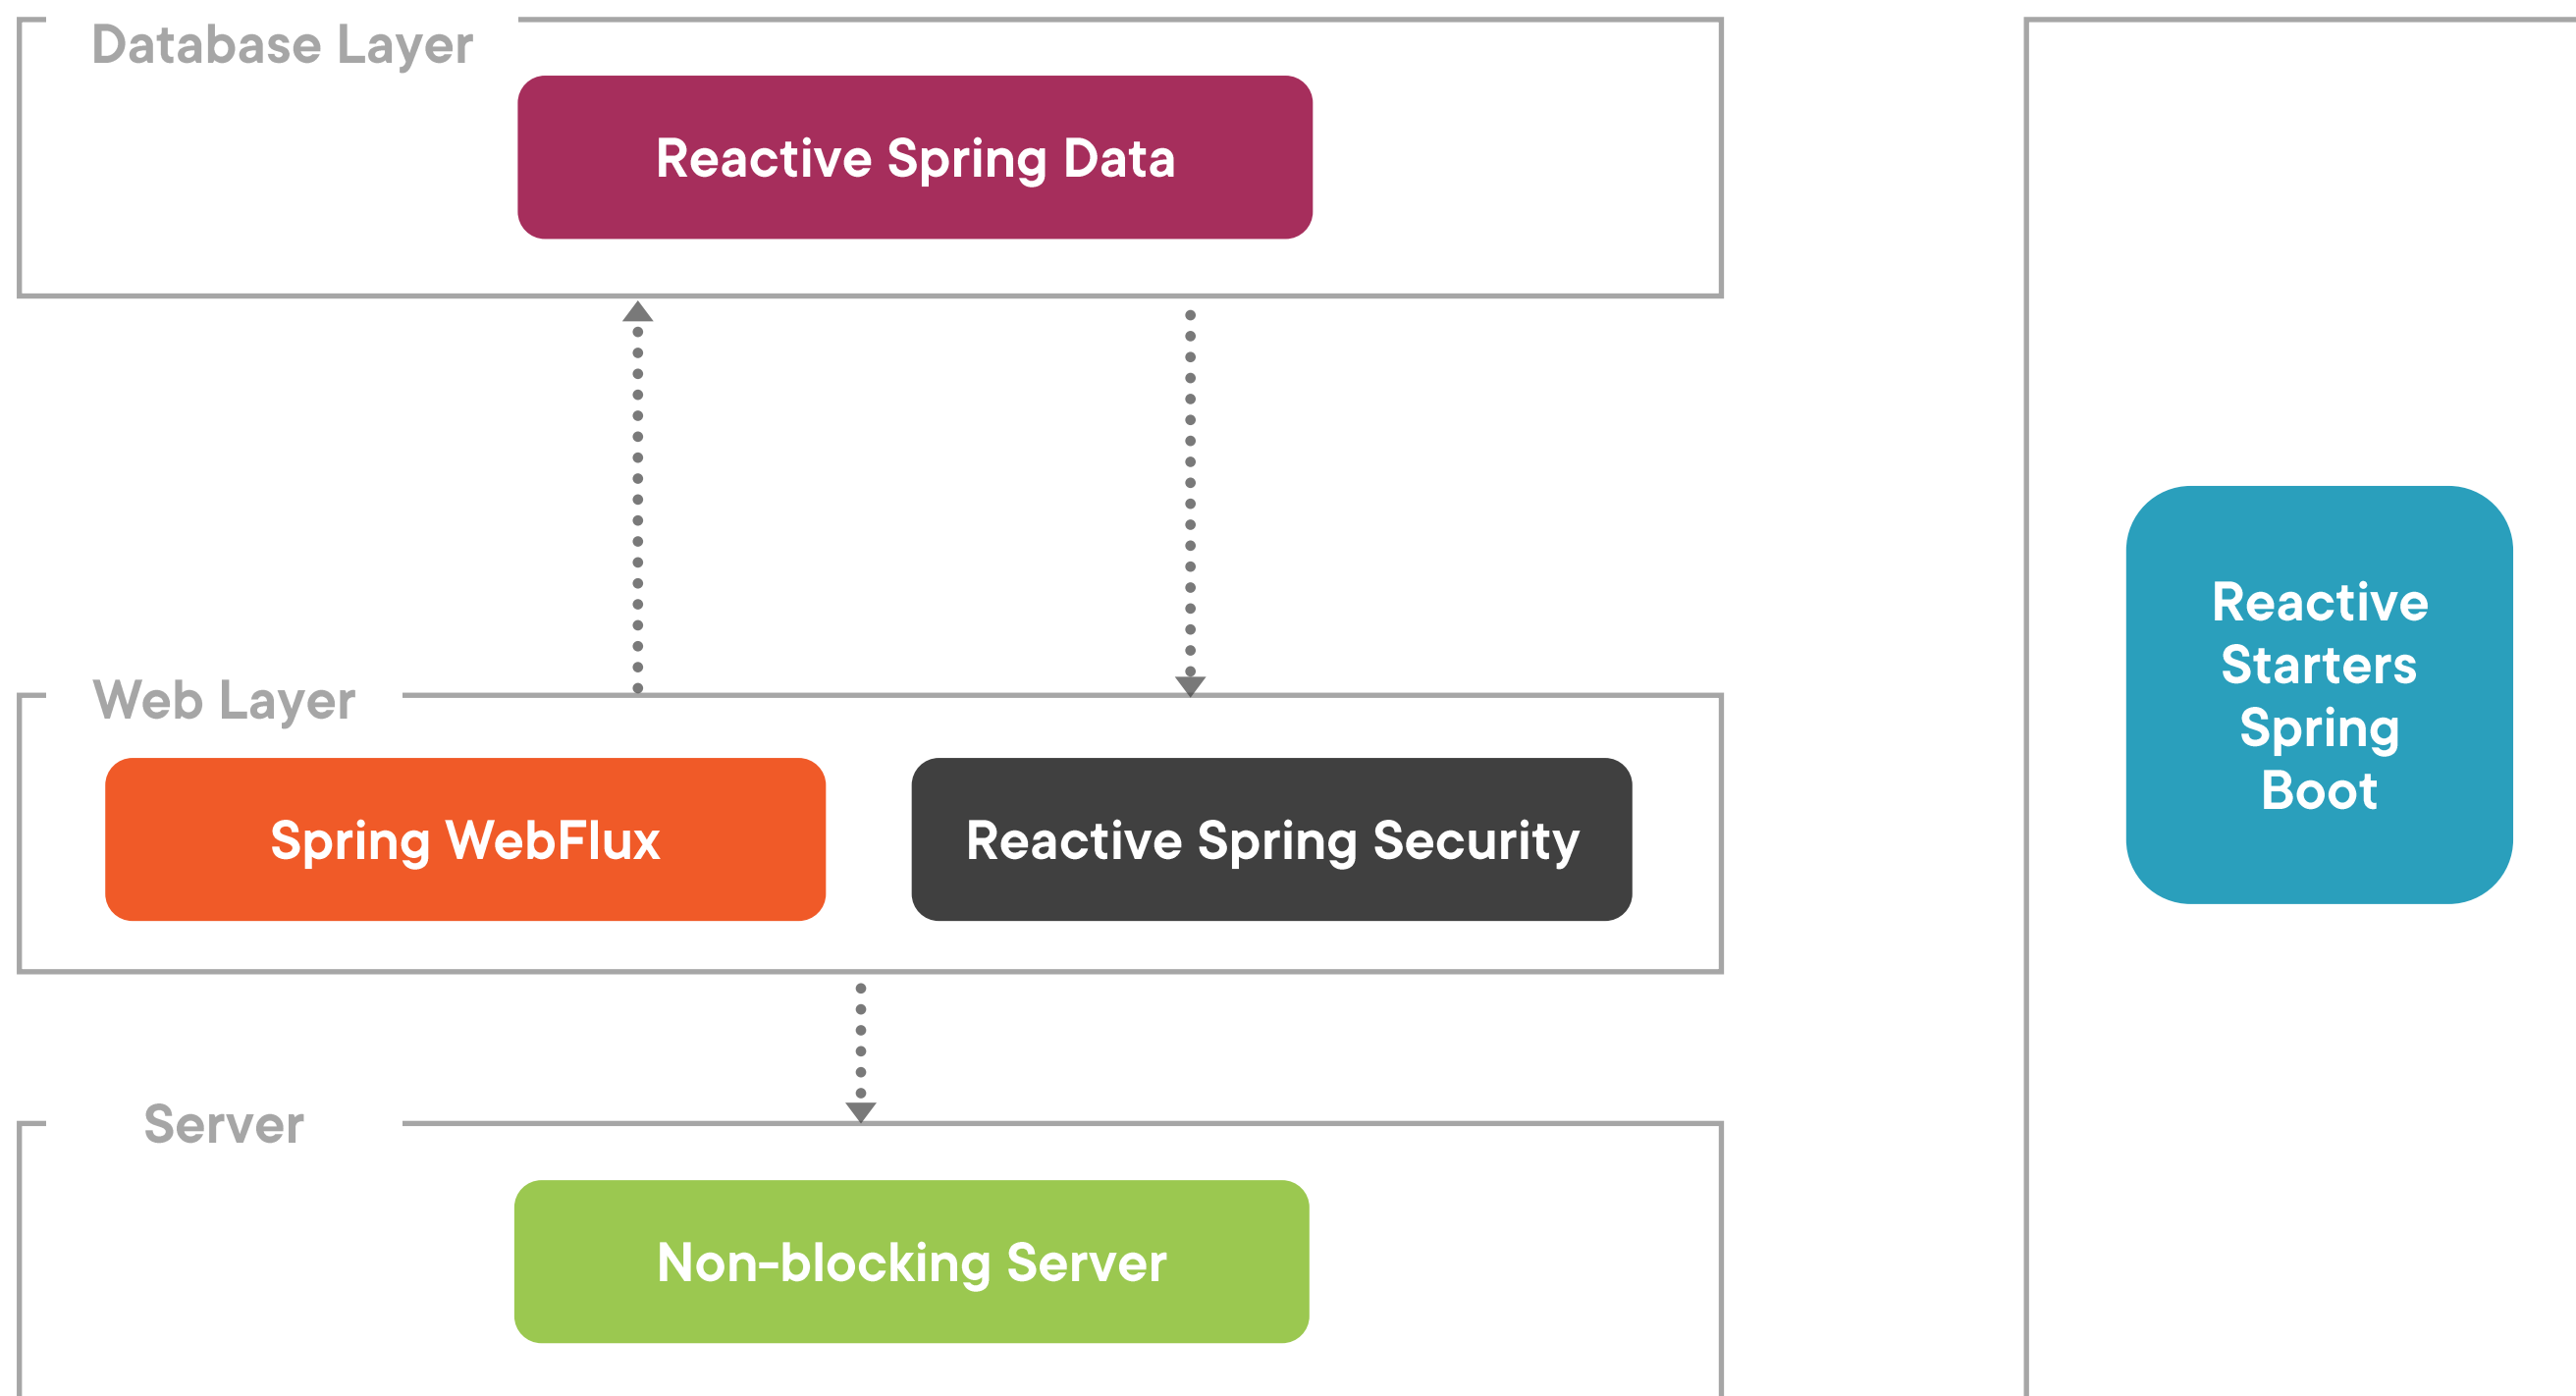 Database Layer
Reactive Spring Data
Web Layer
Spring WebFlux
Reactive Spring Security
Server
Non-blocking Server
Reactive
Starters
Spring
Boot